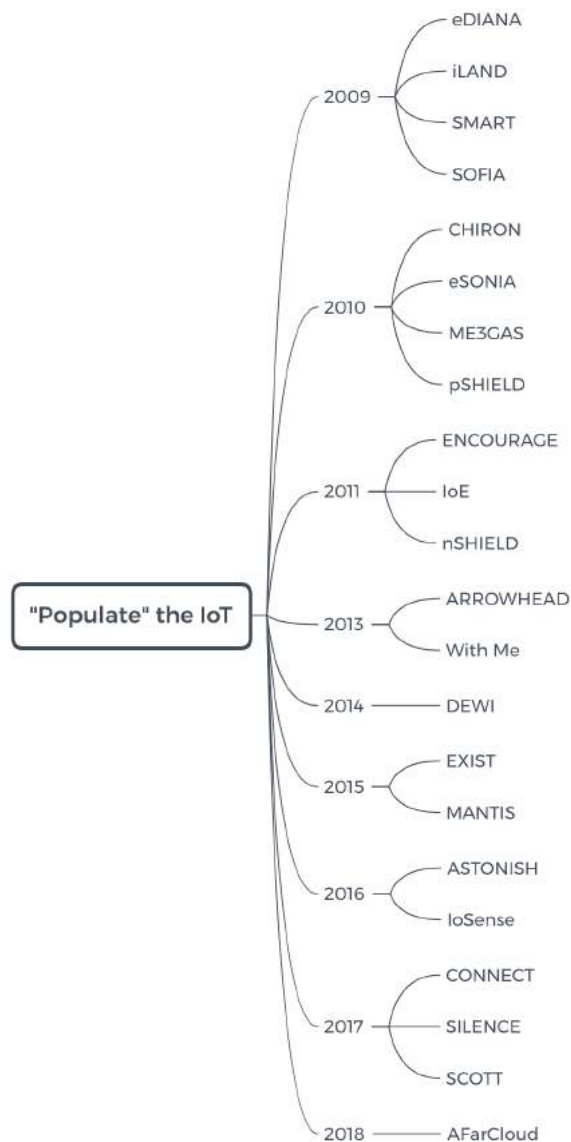 "Populate" the IoT
2009
eDIANA
iLAND
SMART
SOFIA
2010
CHIRON
eSONIA
ME3GAS
pSHIELD
2011
ENCOURAGE
IoE
nSHIELD
2013
ARROWHEAD
With Me
2014
DEWI
2015
EXIST
MANTIS
2016
ASTONISH
IoSense
2017
CONNECT
SILENCE
SCOTT
2018
AFarCloud